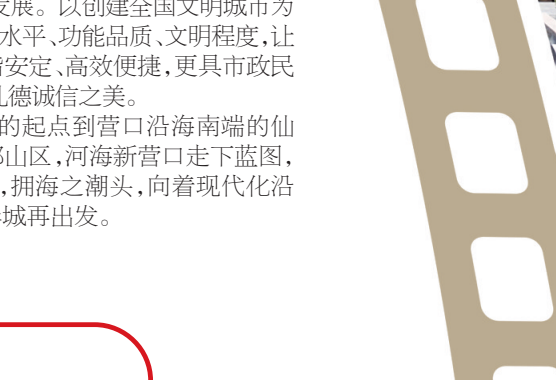 发展。以创建全国文明城市为
水平、功能品质、文明程度,让
谐安定、高效便捷,更具市政民
礼德诚信之美。
的起点到营口沿海南端的仙
部山区,河海新营口走下蓝图,
,拥海之潮头,向着现代化沿
城再出发。